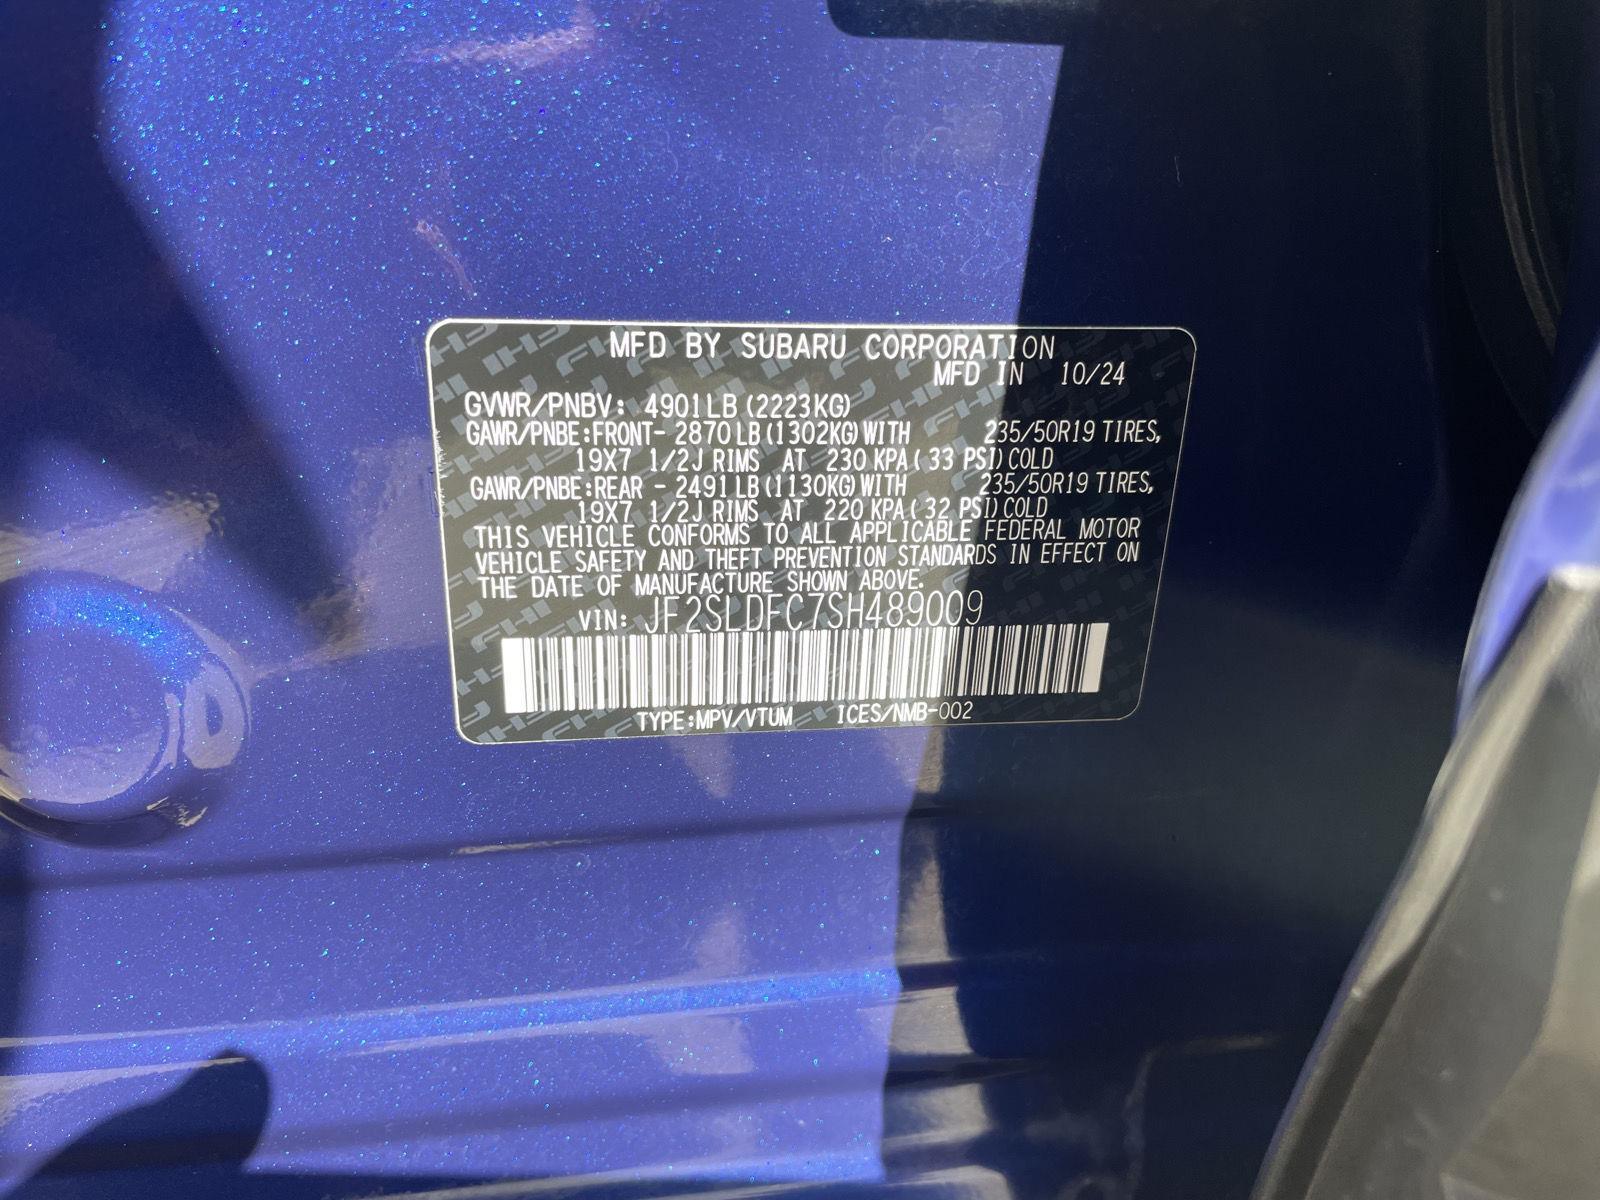 MFD BY SUBARU CORPORATION
MFD IN 10/24
GVWR/PNBV: 4901LB (2223KG)
GAWR/PNBE:FRONT- 2870LB (1302KG) WITH 235/50R19 TIRES,
19X7 1/2J RIMS AT 230 KPA ( 33 PSI) COLD
GAWR/PNBE:REAR - 2491LB (1130KG) WITH 235/50R19 TIRES,
19X7 1/2J RIMS AT 220 KPA ( 32 PSI) COLD
THIS VEHICLE CONFORMS TO ALL APPLICABLE FEDERAL MOTOR
VEHICLE SAFETY AND THEFT PREVENTION STANDARDS IN EFFECT ON
THE DATE OF MANUFACTURE SHOWN ABOVE.
VIN: JF2SLDFC7SH489009
TYPE:MPV/VTUM ICES/NMB-002